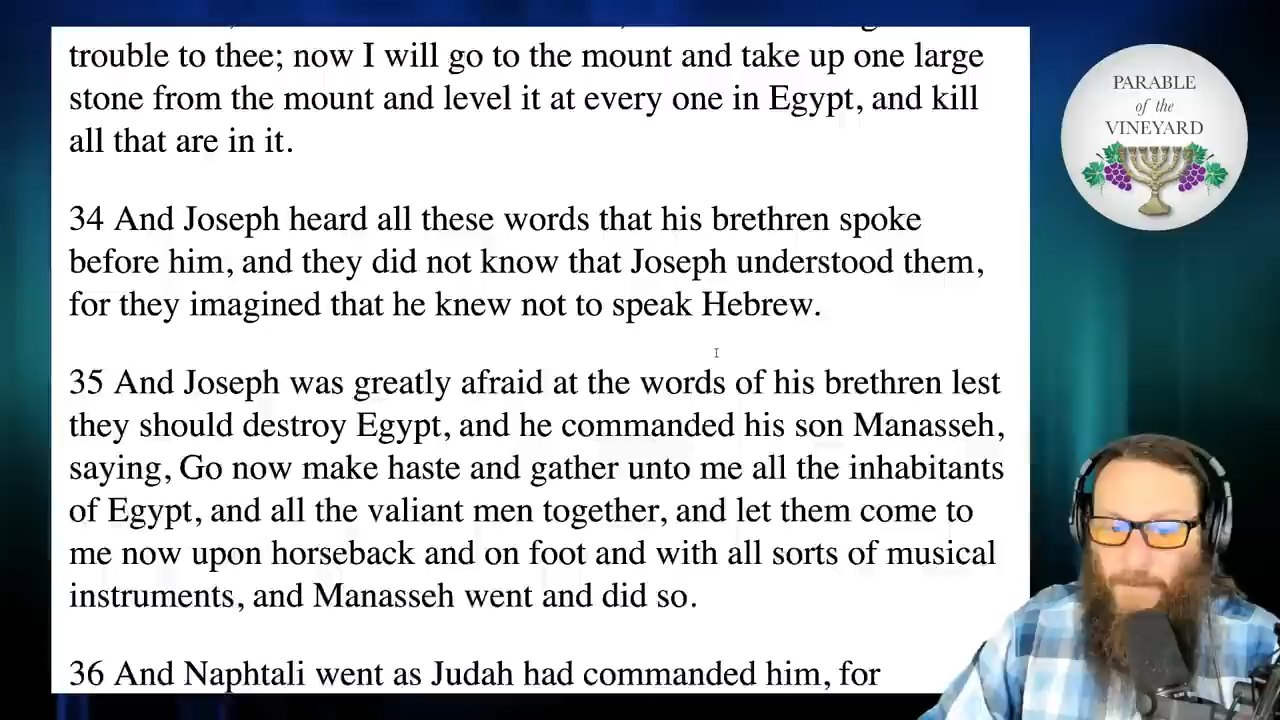 trouble to thee; now I will go to the mount and take up one large
stone from the mount and level it at every one in Egypt, and kill
all that are in it.
34 And Joseph heard all these words that his brethren spoke
before him, and they did not know that Joseph understood them,
for they imagined that he knew not to speak Hebrew.
35 And Joseph was greatly afraid at the words of his brethren lest
they should destroy Egypt, and he commanded his son Manasseh,
saying, Go now make haste and gather unto me all the inhabitants
of Egypt, and all the valiant men together, and let them come to
me now upon horseback and on foot and with all sorts of musical
instruments, and Manasseh went and did so.
36 And Naphtali went as Judah had commanded him, for
PARABLE
of the
VINEYARD